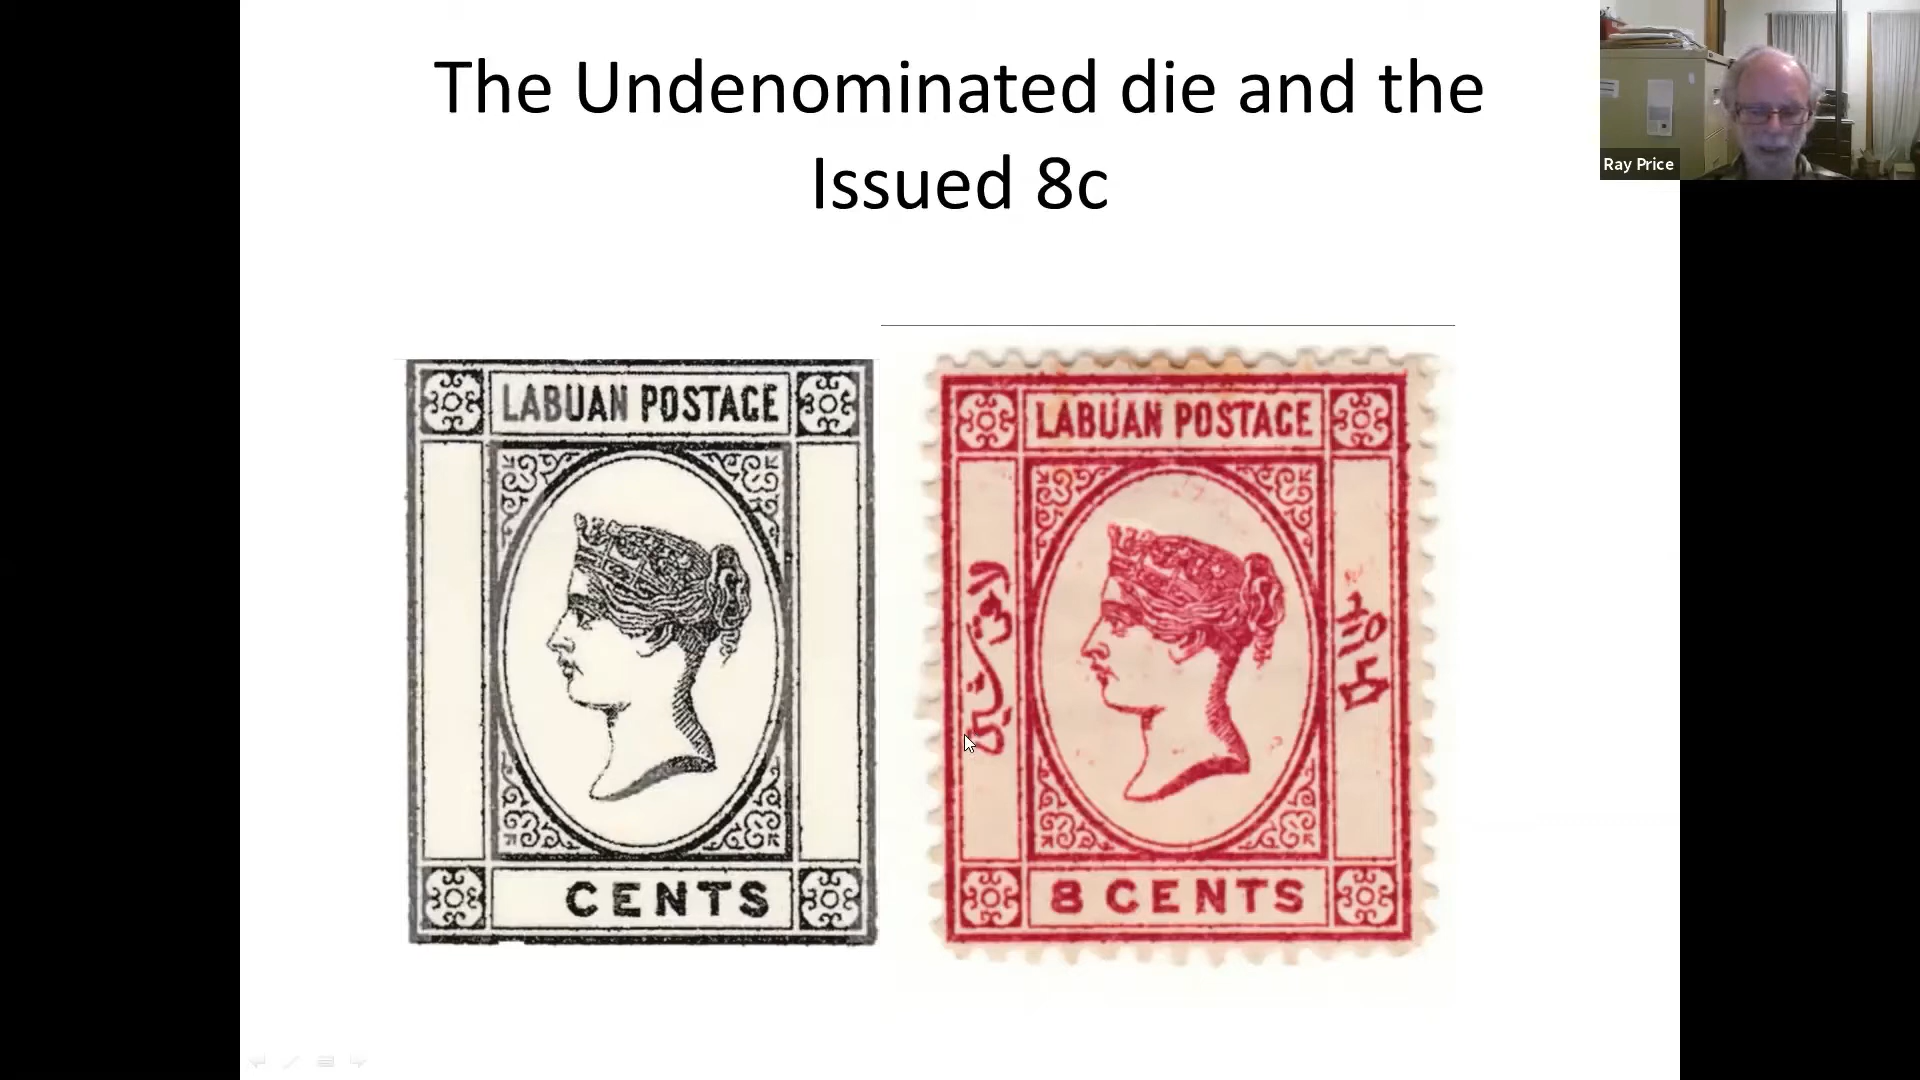 The Undenominated die and the
Issued 8c
Ray Price
LABUAN POSTAGE
CENTS
LABUAN POSTAGE
8 CENTS